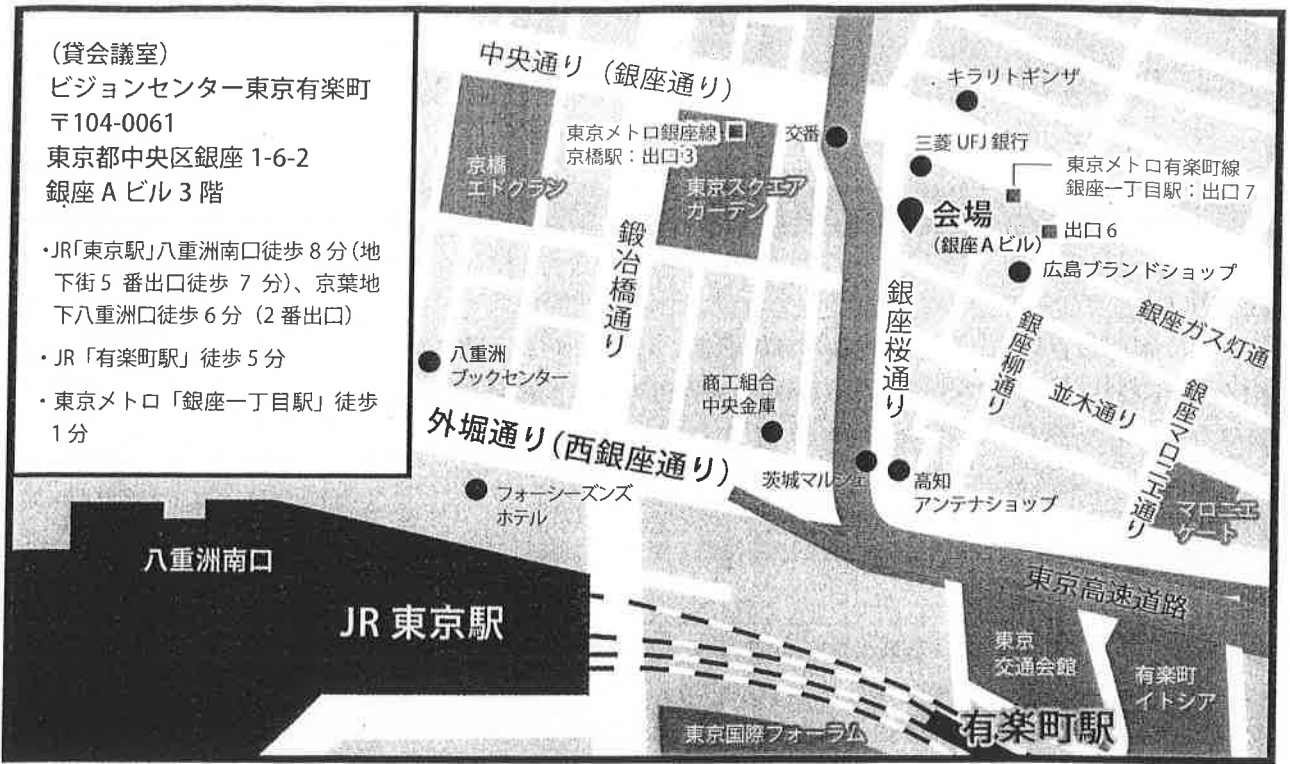 (貸会議室)
ビジョンセンター東京有楽町
〒104-0061
東京都中央区銀座 1-6-2
銀座 A ビル 3 階
・JR「東京駅」八重洲南口徒歩 8 分(地
下街 5 番出口徒歩 7 分)、京葉地
下八重洲口徒歩 6 分（2 番出口）
・JR「有楽町駅」徒歩 5 分
・東京メトロ「銀座一丁目駅」徒歩
1 分
中央通り（銀座通り）
キラリトギンザ
東京メトロ銀座線
京橋駅：出口 3
交番
三菱 UFJ 銀行
東京メトロ有楽町線
銀座一丁目駅：出口 7
京橋
エドグラン
東京スクエア
ガーデン
会場
(銀座 A ビル)
出口 6
広島ブランドショップ
鍛冶橋通り
銀座桜通り
銀座柳通り
銀座ガス灯通
並木通り
銀座マロニエ通り
八重洲
ブックセンター
商工組合
中央金庫
外堀通り(西銀座通り)
茨城マルシェ
高知
アンテナショップ
マロニエ
ゲート
フォーシーズンズ
ホテル
八重洲南口
JR 東京駅
東京高速道路
東京
交通会館
有楽町
イトシア
有楽町駅
東京国際フォーラム